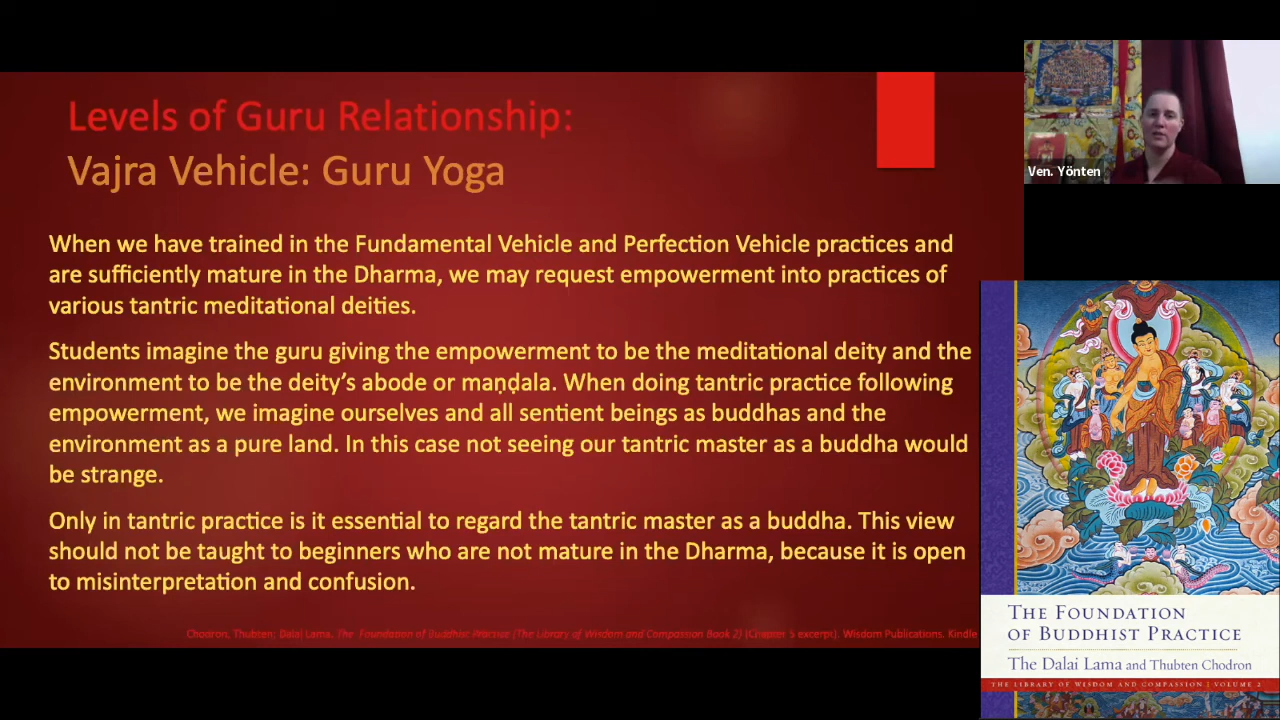 Levels of Guru Relationship:
Vajra Vehicle: Guru Yoga
When we have trained in the Fundamental Vehicle and Perfection Vehicle practices and
are sufficiently mature in the Dharma, we may request empowerment into practices of
various tantric meditational deities.
Students imagine the guru giving the empowerment to be the meditational deity and the
environment to be the deity’s abode or maṇḍala. When doing tantric practice following
empowerment, we imagine ourselves and all sentient beings as buddhas and the
environment as a pure land. In this case not seeing our tantric master as a buddha would
be strange.
Only in tantric practice is it essential to regard the tantric master as a buddha. This view
should not be taught to beginners who are not mature in the Dharma, because it is open
to misinterpretation and confusion.
Chodron, Thubten; Dalai Lama. The Foundation of Buddhist Practice (The Library of Wisdom and Compassion Book 2) (Chapter 5 excerpt). Wisdom Publications. Kindle
Ven. Yönten
THE FOUNDATION
OF BUDDHIST PRACTICE
The Dalai Lama and Thubten Chodron
THE LIBRARY OF WISDOM AND COMPASSION | VOLUME 2